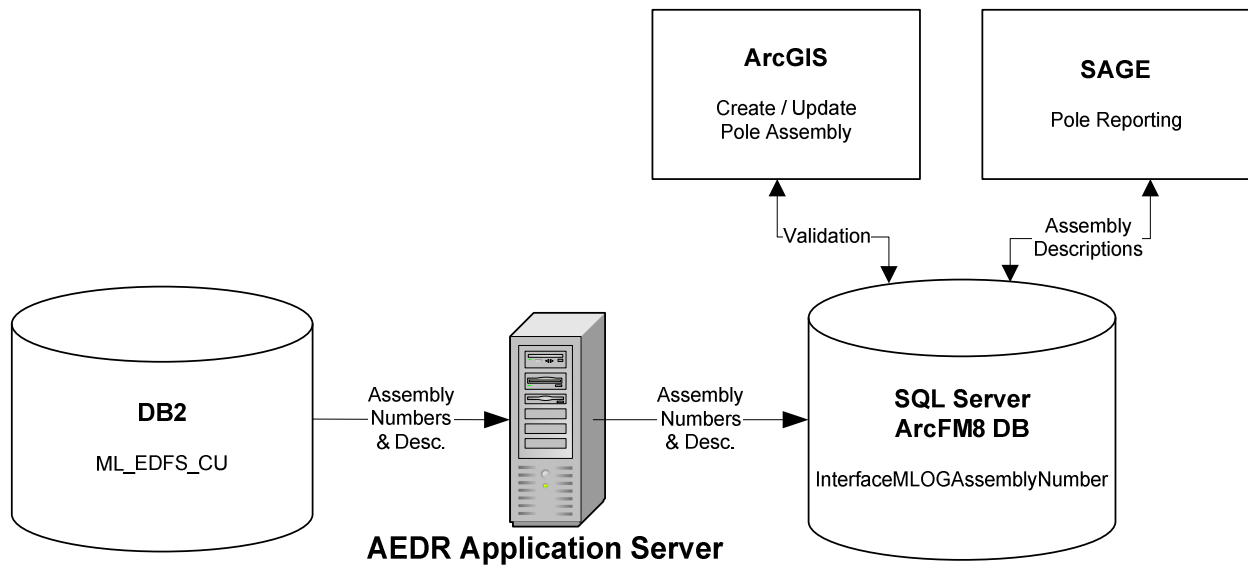 ArcGIS
Create / Update
Pole Assembly
SAGE
Pole Reporting
Validation
Assembly
Descriptions
DB2
ML_EDFS_CU
Assembly
Numbers
& Desc.
AEDR Application Server
Assembly
Numbers
& Desc.
SQL Server
ArcFM8 DB
InterfaceMLOGAssemblyNumber